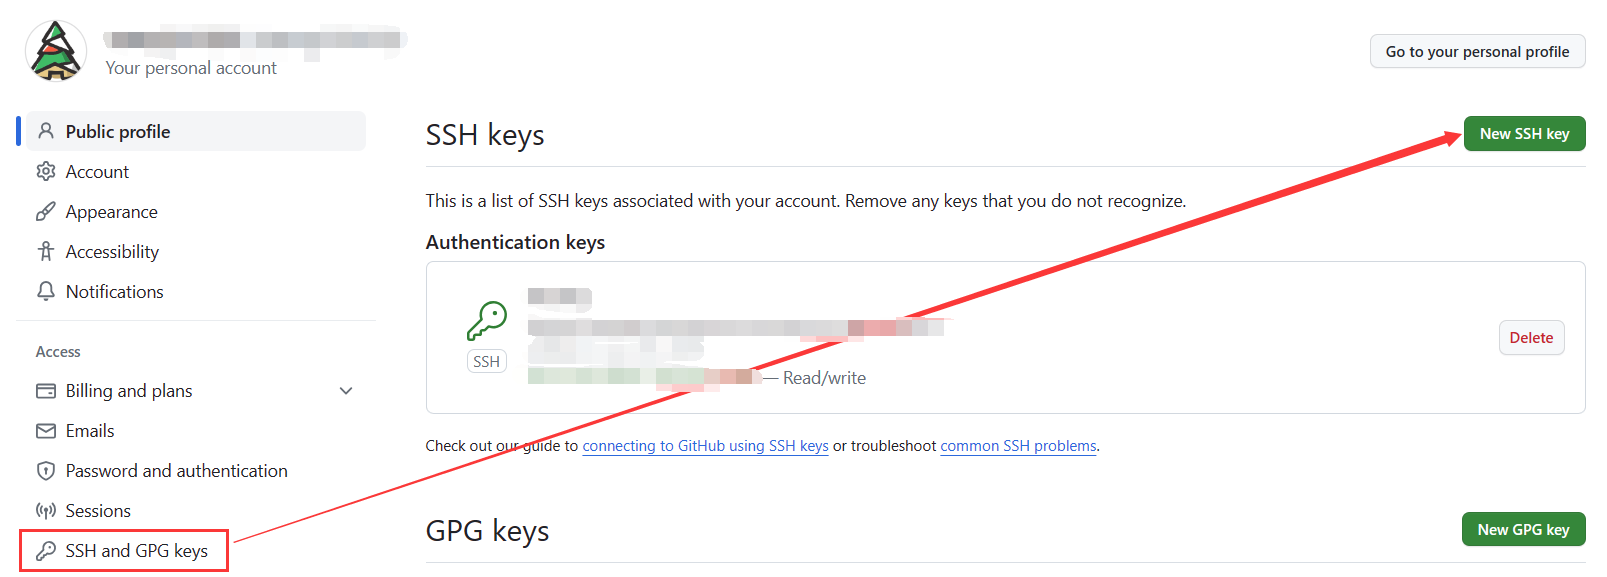 Your personal account
Go to your personal profile
Public profile
Account
Appearance
Accessibility
Notifications
Access
Billing and plans
Emails
Password and authentication
Sessions
SSH and GPG keys
SSH keys
New SSH key
This is a list of SSH keys associated with your account. Remove any keys that you do not recognize.
Authentication keys
SSH
— Read/write
Delete
Check out our guide to connecting to GitHub using SSH keys or troubleshoot common SSH problems.
GPG keys
New GPG key